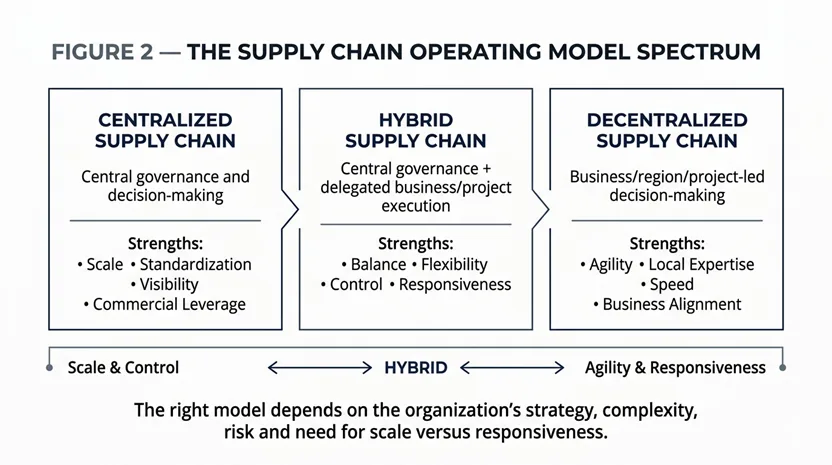 FIGURE 2 — THE SUPPLY CHAIN OPERATING MODEL SPECTRUM
CENTRALIZED
SUPPLY CHAIN
Central governance and
decision-making
Strengths:
• Scale • Standardization
• Visibility
• Commercial Leverage
HYBRID
SUPPLY CHAIN
Central governance +
delegated business/project
execution
Strengths:
• Balance • Flexibility
• Control • Responsiveness
DECENTRALIZED
SUPPLY CHAIN
Business/region/project-led
decision-making
Strengths:
• Agility • Local Expertise
• Speed
• Business Alignment
Scale & Control HYBRID Agility & Responsiveness
The right model depends on the organization’s strategy, complexity,
risk and need for scale versus responsiveness.